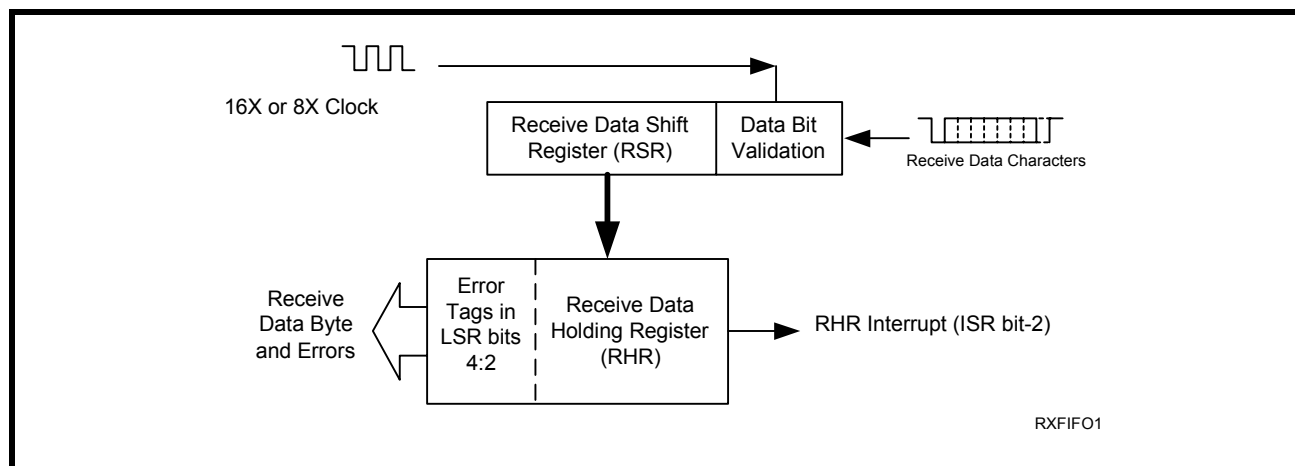 16X or 8X Clock
Receive Data Shift
Register (RSR)
Data Bit
Validation
Receive Data Characters
Receive
Data Byte
and Errors
Error
Tags in
LSR bits
4:2
Receive Data
Holding Register
(RHR)
RHR Interrupt (ISR bit-2)
RXFIFO1